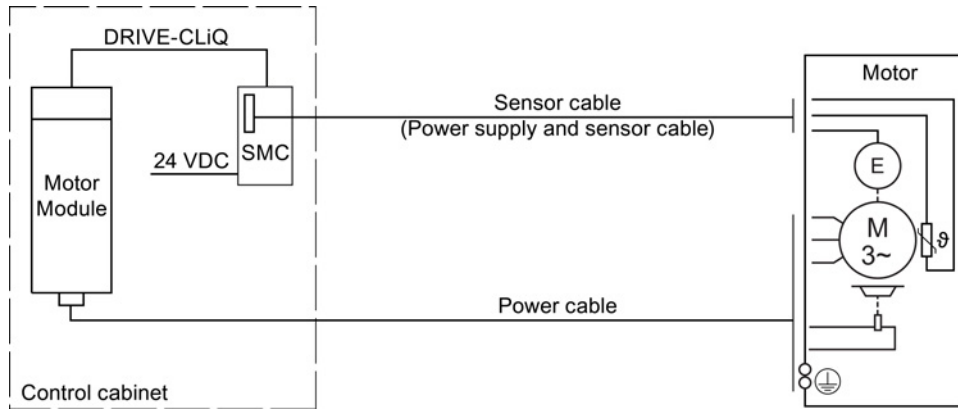 DRIVE-CLiQ
Motor
Sensor cable
(Power supply and sensor cable)
SMC
24 VDC
E
Motor
Module
M
3~
ϑ
Power cable
Control cabinet